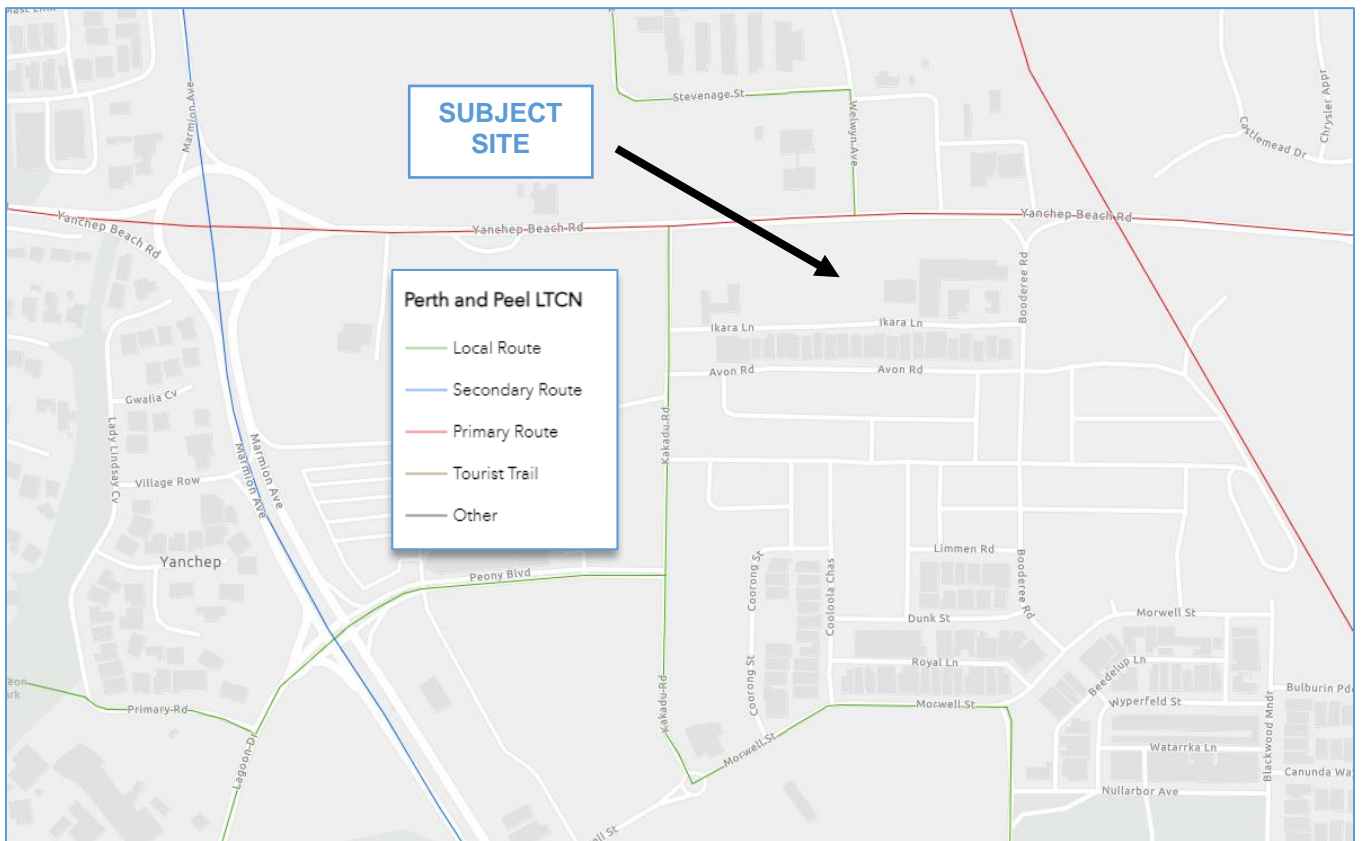 Marmion Ave
SUBJECT
SITE
Stevenage St
Welwyn Ave
Castlemead Dr
Chrysler Appr
Yanchep Beach Rd
Yanchep Beach Rd
Yanchep Beach Rd
Booderee Rd
Perth and Peel LTCN
Local Route
Secondary Route
Primary Route
Tourist Trail
Other
Ikara Ln
Ikara Ln
Avon Rd
Avon Rd
Gwalia Cv
Lady Lindsay Cv
Kakadu Rd
Marmion Ave
Marmion Ave
Village Row
Yanchep
Peony Blvd
Limmen Rd
Coorong St
Cooloola Chas
Booderee Rd
Dunk St
Morwell St
Royal Ln
Beedelup Ln
Bulburin Pde
Wyperfeld St
Primary Rd
Kakadu Rd
Coorong St
Morwell St
Morwell St
Watarrka Ln
Blackwood Mndr
Canunda Way
Lagoon Dr
Nullarbor Ave